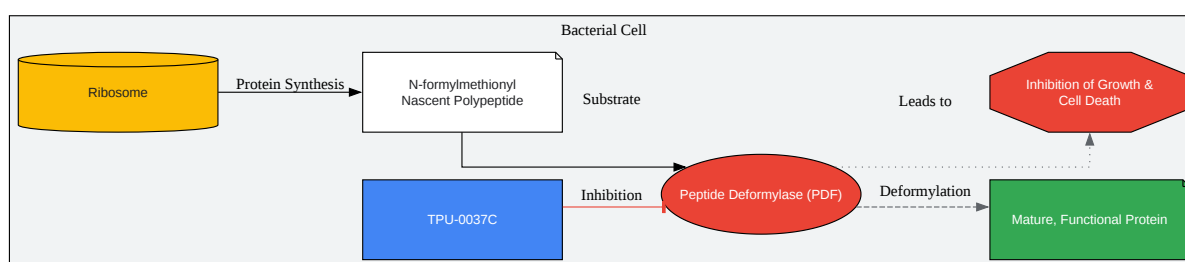 Bacterial Cell
Ribosome
Protein Synthesis
N-formylmethionyl
Nascent Polypeptide
Substrate
Leads to
Inhibition of Growth &
Cell Death
TPU-0037C
Inhibition
Peptide Deformylase (PDF)
Deformylation
Mature, Functional Protein